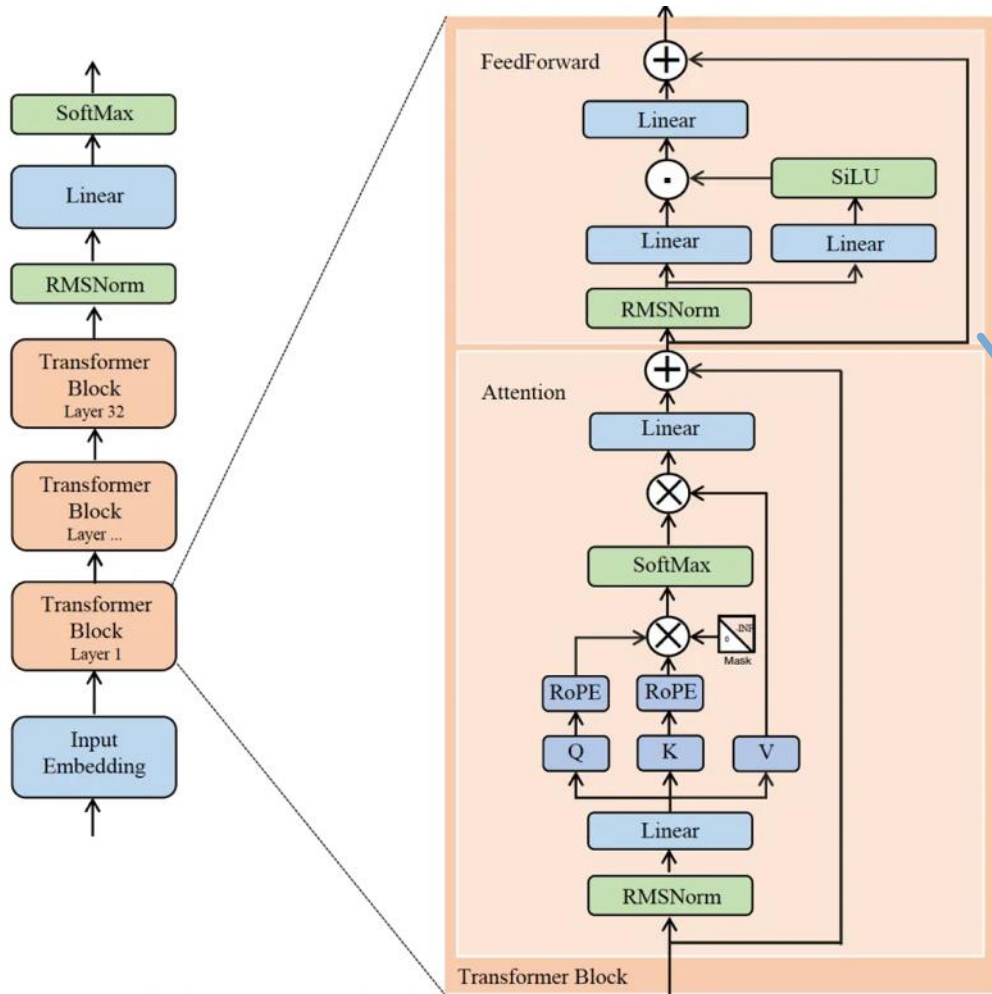 SoftMax
Linear
RMSNorm
Transformer
Block
Layer 32
Transformer
Block
Layer ...
Transformer
Block
Layer 1
Input
Embedding
FeedForward
Linear
SiLU
Linear
Linear
RMSNorm
Attention
Linear
SoftMax
-INF
0
Mask
RoPE
RoPE
Q
K
V
Linear
RMSNorm
Transformer Block